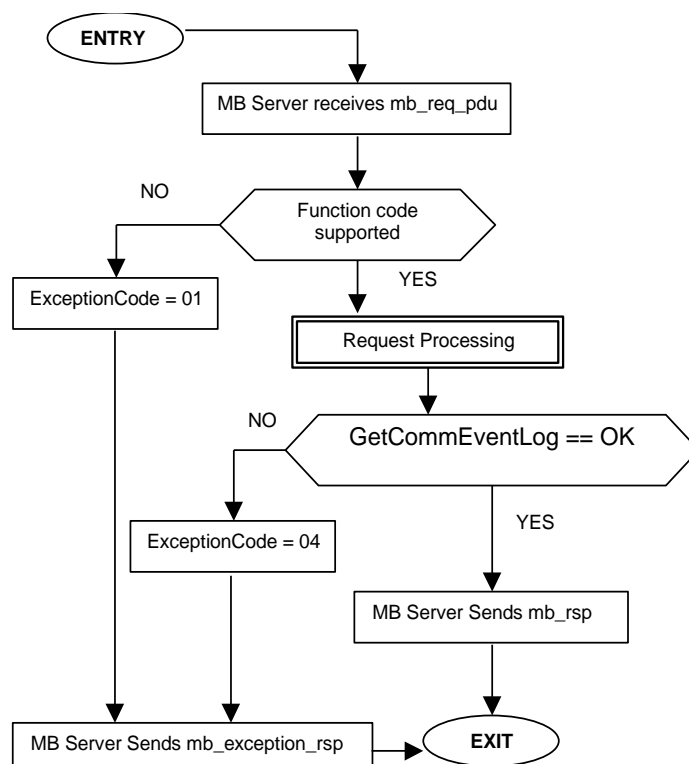 ENTRY
MB Server receives mb_req_pdu
NO
Function code
supported
YES
ExceptionCode = 01
Request Processing
NO
GetCommEventLog == OK
YES
ExceptionCode = 04
MB Server Sends mb_rsp
MB Server Sends mb_exception_rsp
EXIT